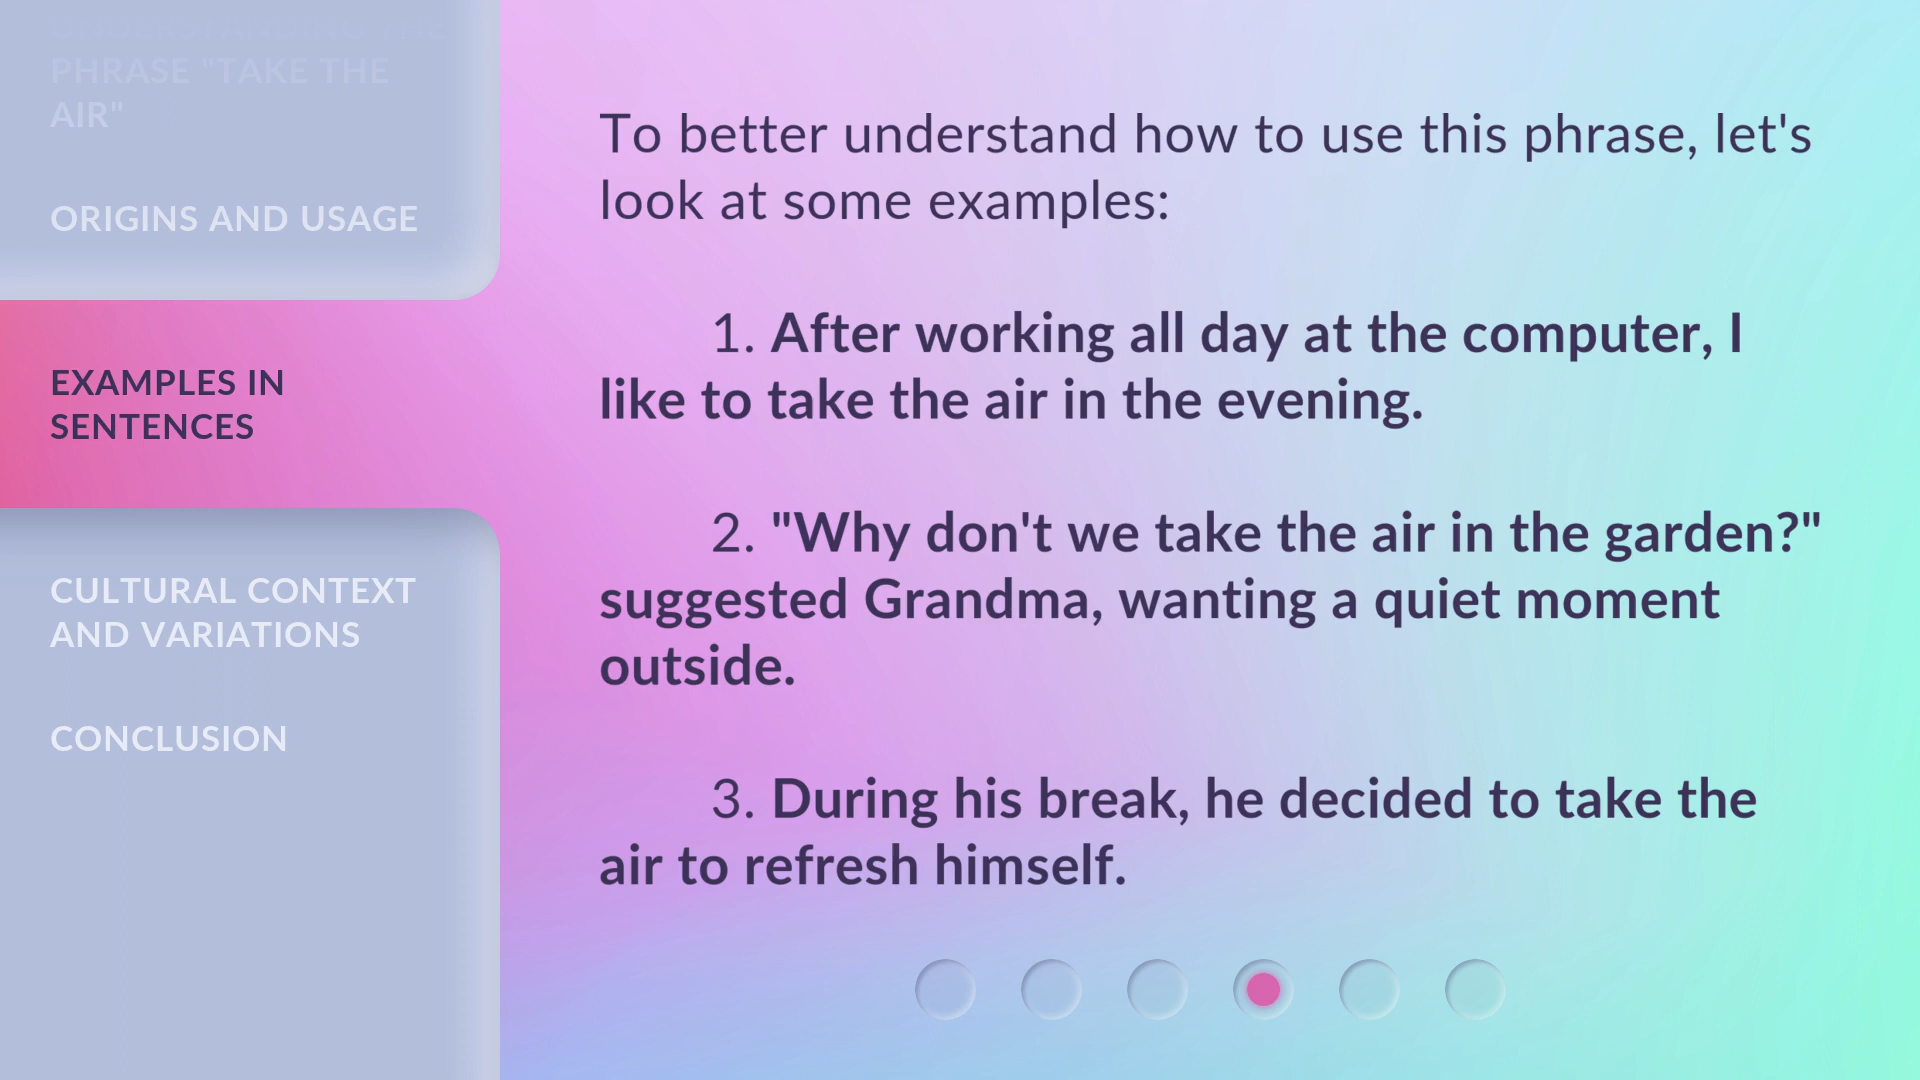 PHRASE "TAKE THE
AIR"
ORIGINS AND USAGE
EXAMPLES IN
SENTENCES
CULTURAL CONTEXT
AND VARIATIONS
CONCLUSION
To better understand how to use this phrase, let's
look at some examples:
1. After working all day at the computer, I
like to take the air in the evening.
2. "Why don't we take the air in the garden?"
suggested Grandma, wanting a quiet moment
outside.
3. During his break, he decided to take the
air to refresh himself.